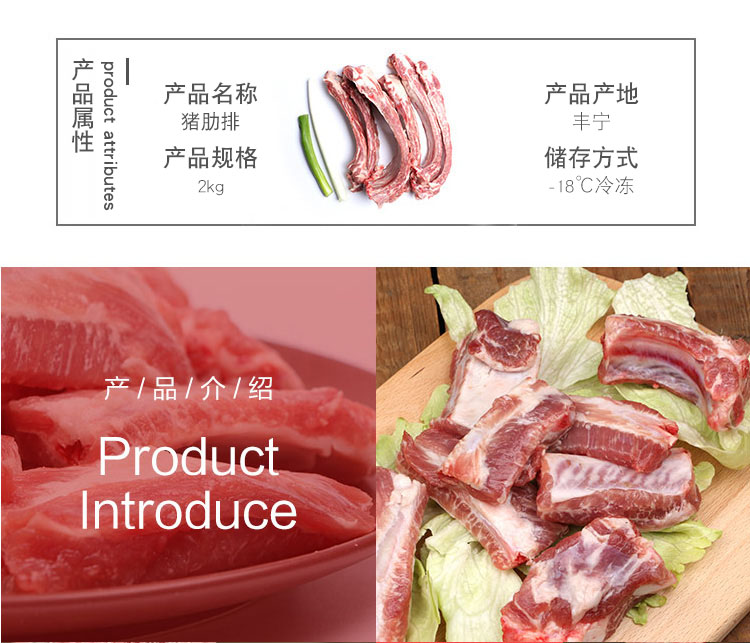 产品属性
product attributes
产品名称
猪肋排
产品规格
2kg
产品产地
丰宁
储存方式
-18℃冷冻
产/品/介/绍
Product
Introduce